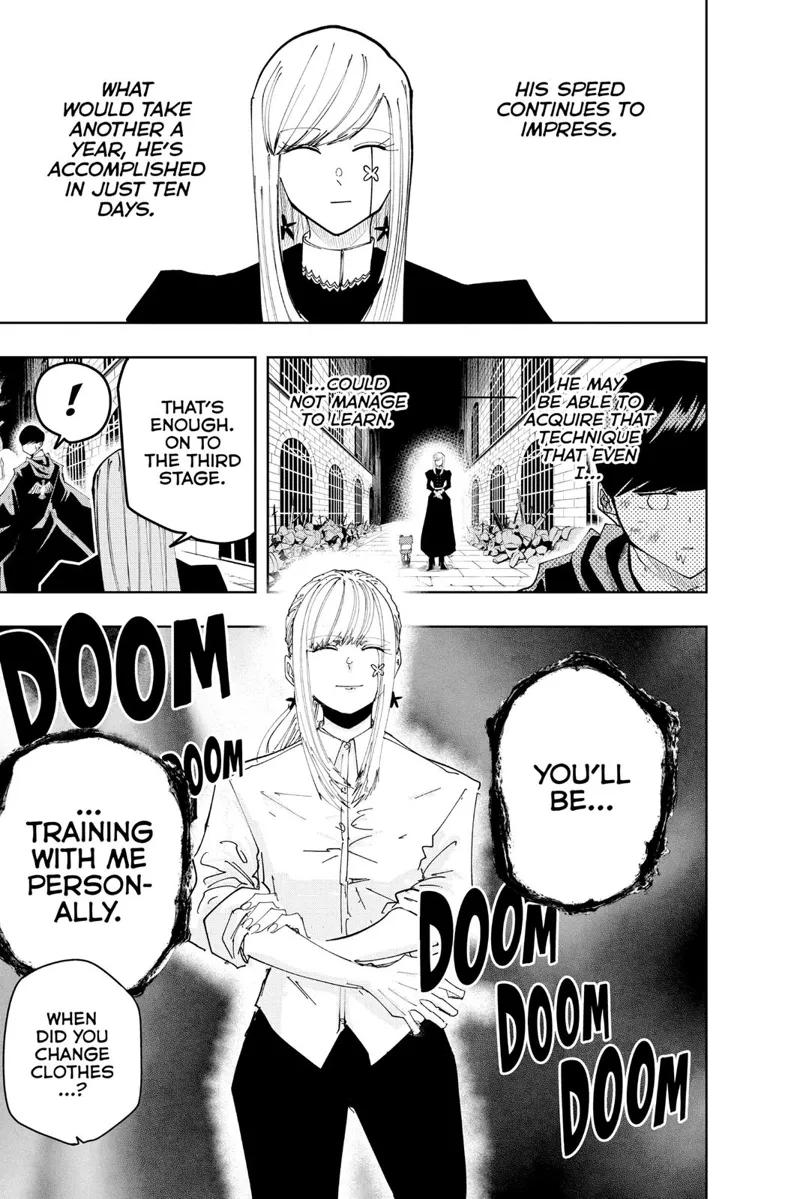 HIS SPEED
CONTINUES TO
IMPRESS.
WHAT
WOULD TAKE
ANOTHER A
YEAR, HE'S
ACCOMPLISHED
IN JUST TEN
DAYS.
HE MAY
BE ABLE TO
ACQUIRE THAT
TECHNIQUE
THAT EVEN
I...
...COULD
NOT MANAGE
TO LEARN.
THAT'S
ENOUGH.
ON TO
THE THIRD
STAGE.
!
DOOM
DOOM
YOU'LL
BE...
...
TRAINING
WITH ME
PERSON-
ALLY.
DOOM
DOOM
DOOM
WHEN
DID YOU
CHANGE
CLOTHES
...?